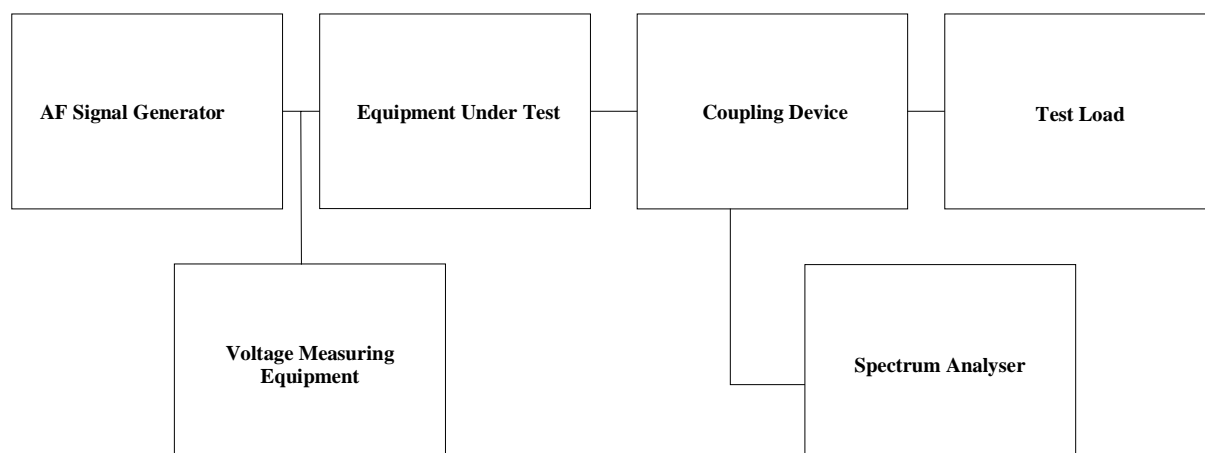 AF Signal Generator
Equipment Under Test
Coupling Device
Test Load
Voltage Measuring
Equipment
Spectrum Analyser